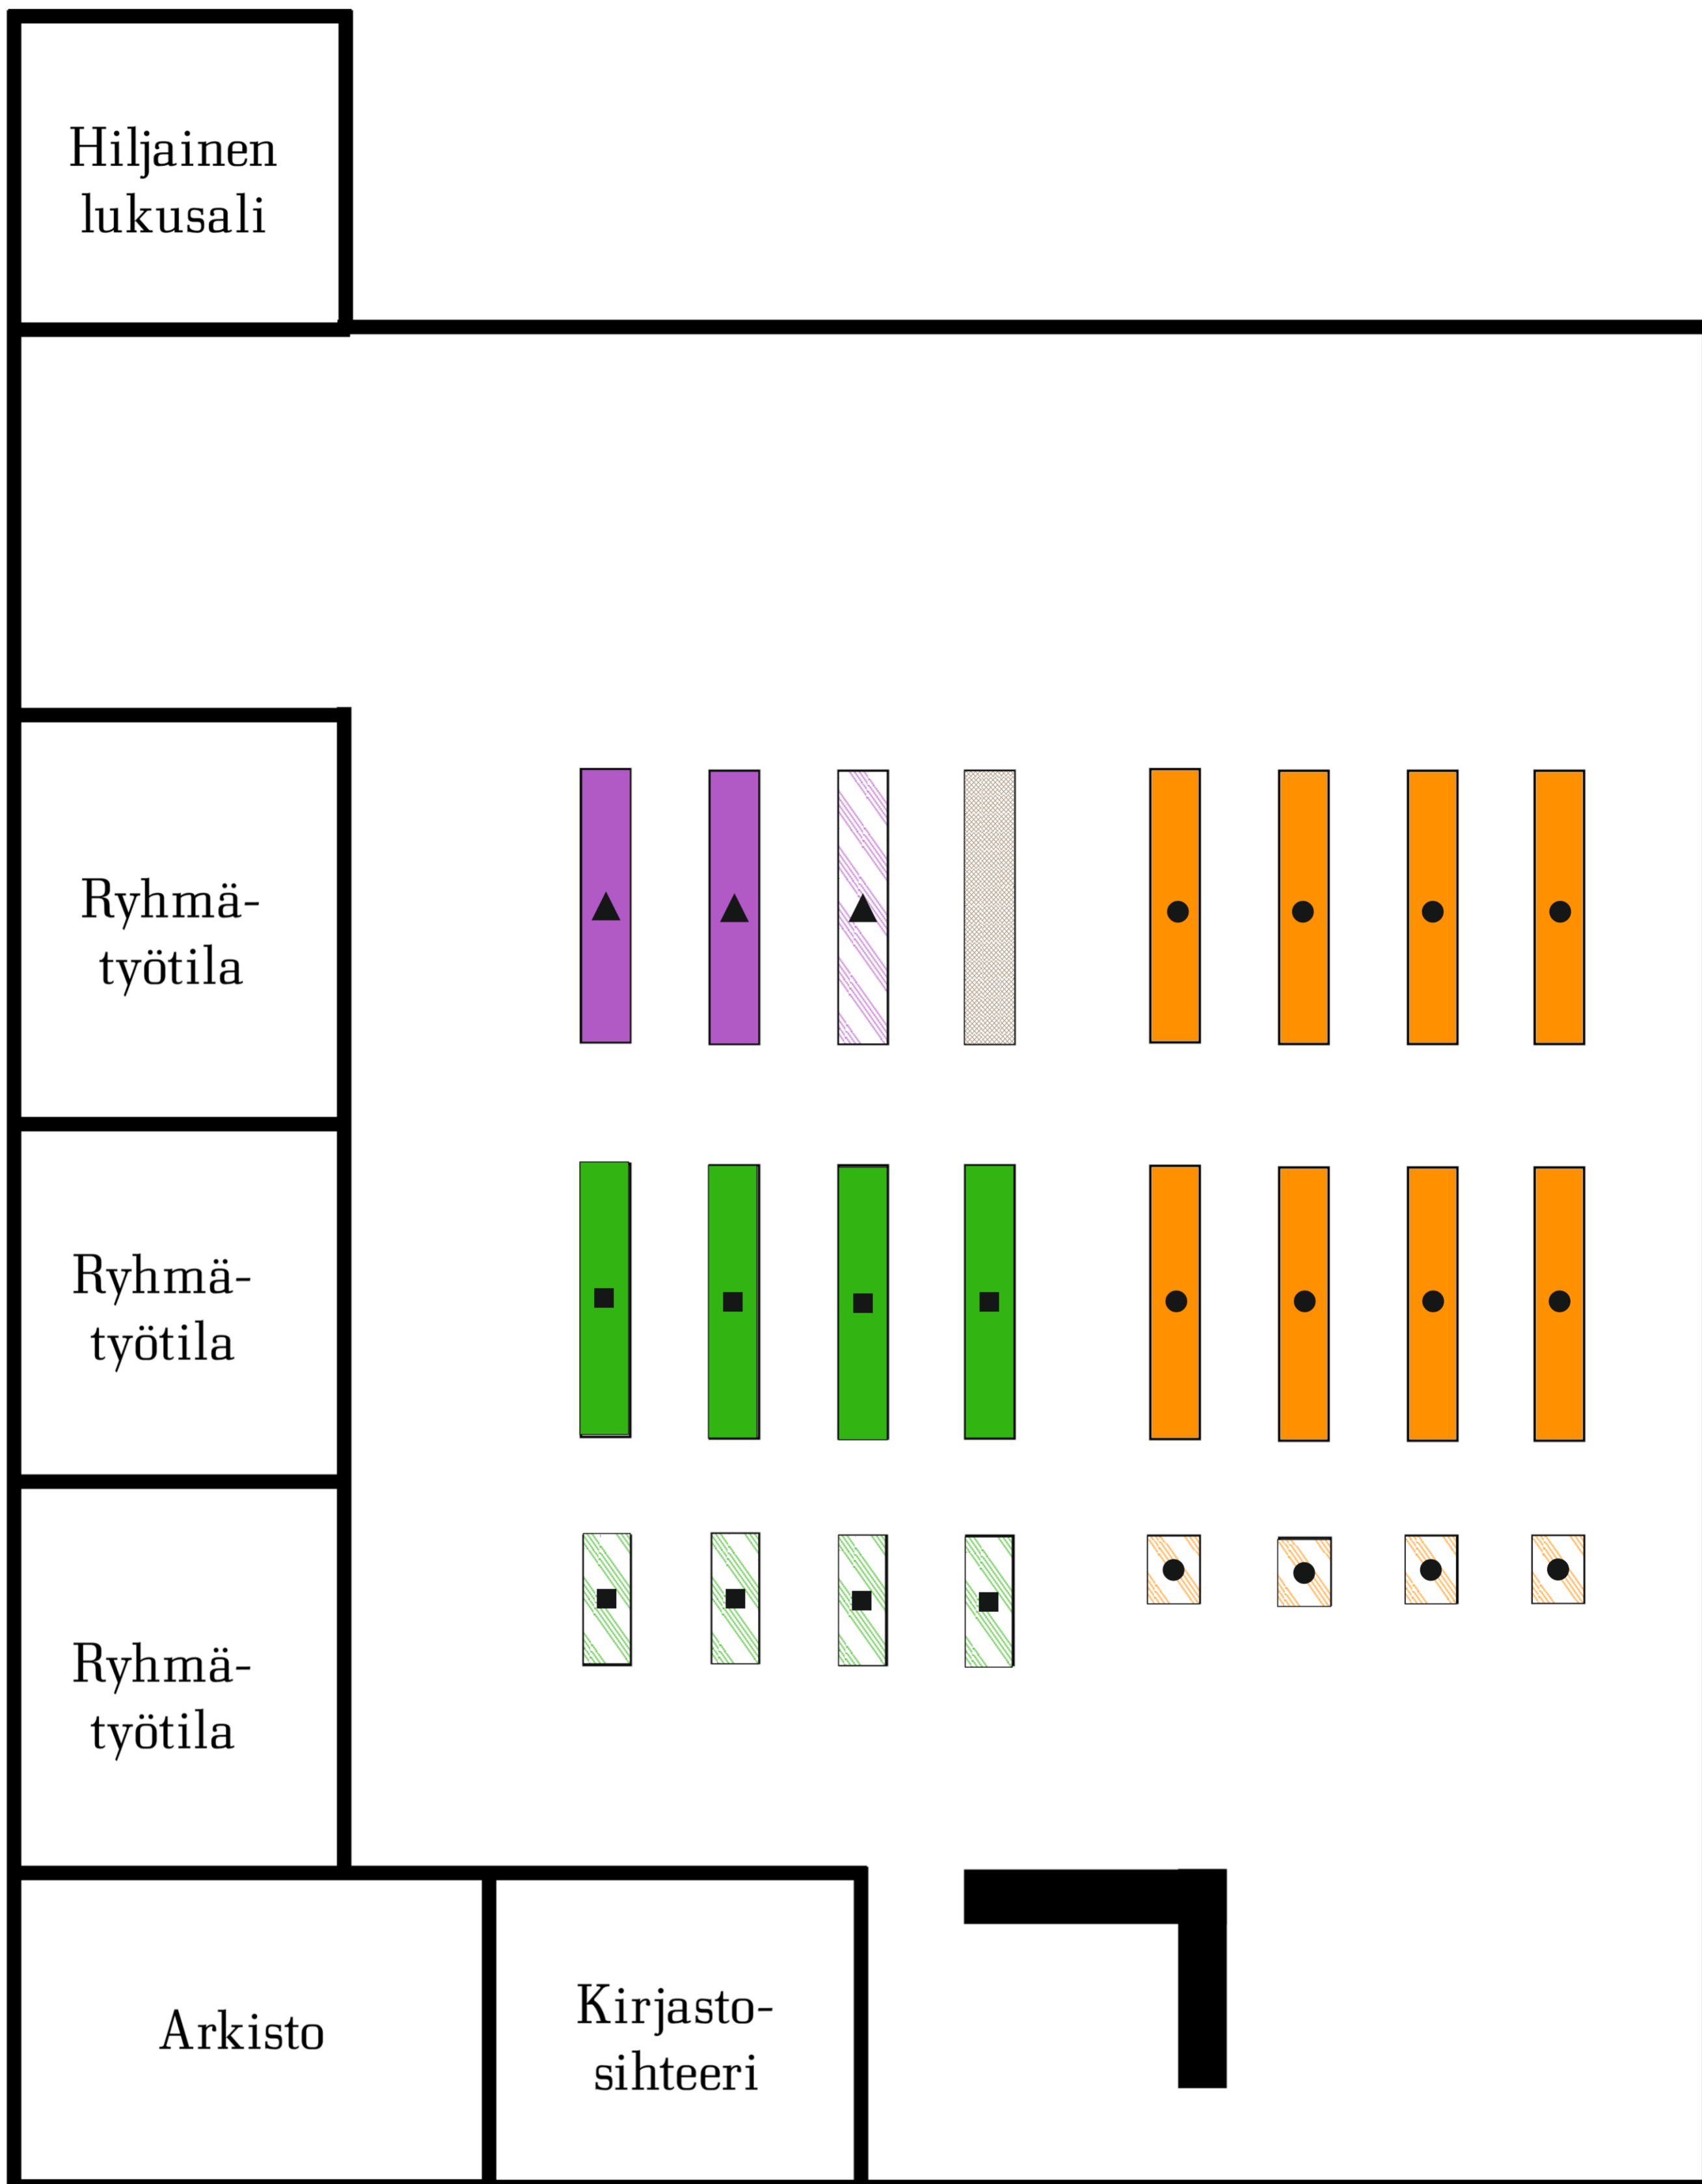 Hiljainen
lukusali
Ryhmä-
työtila
Ryhmä-
työtila
Ryhmä-
työtila
Arkisto
Kirjasto-
sihteeri